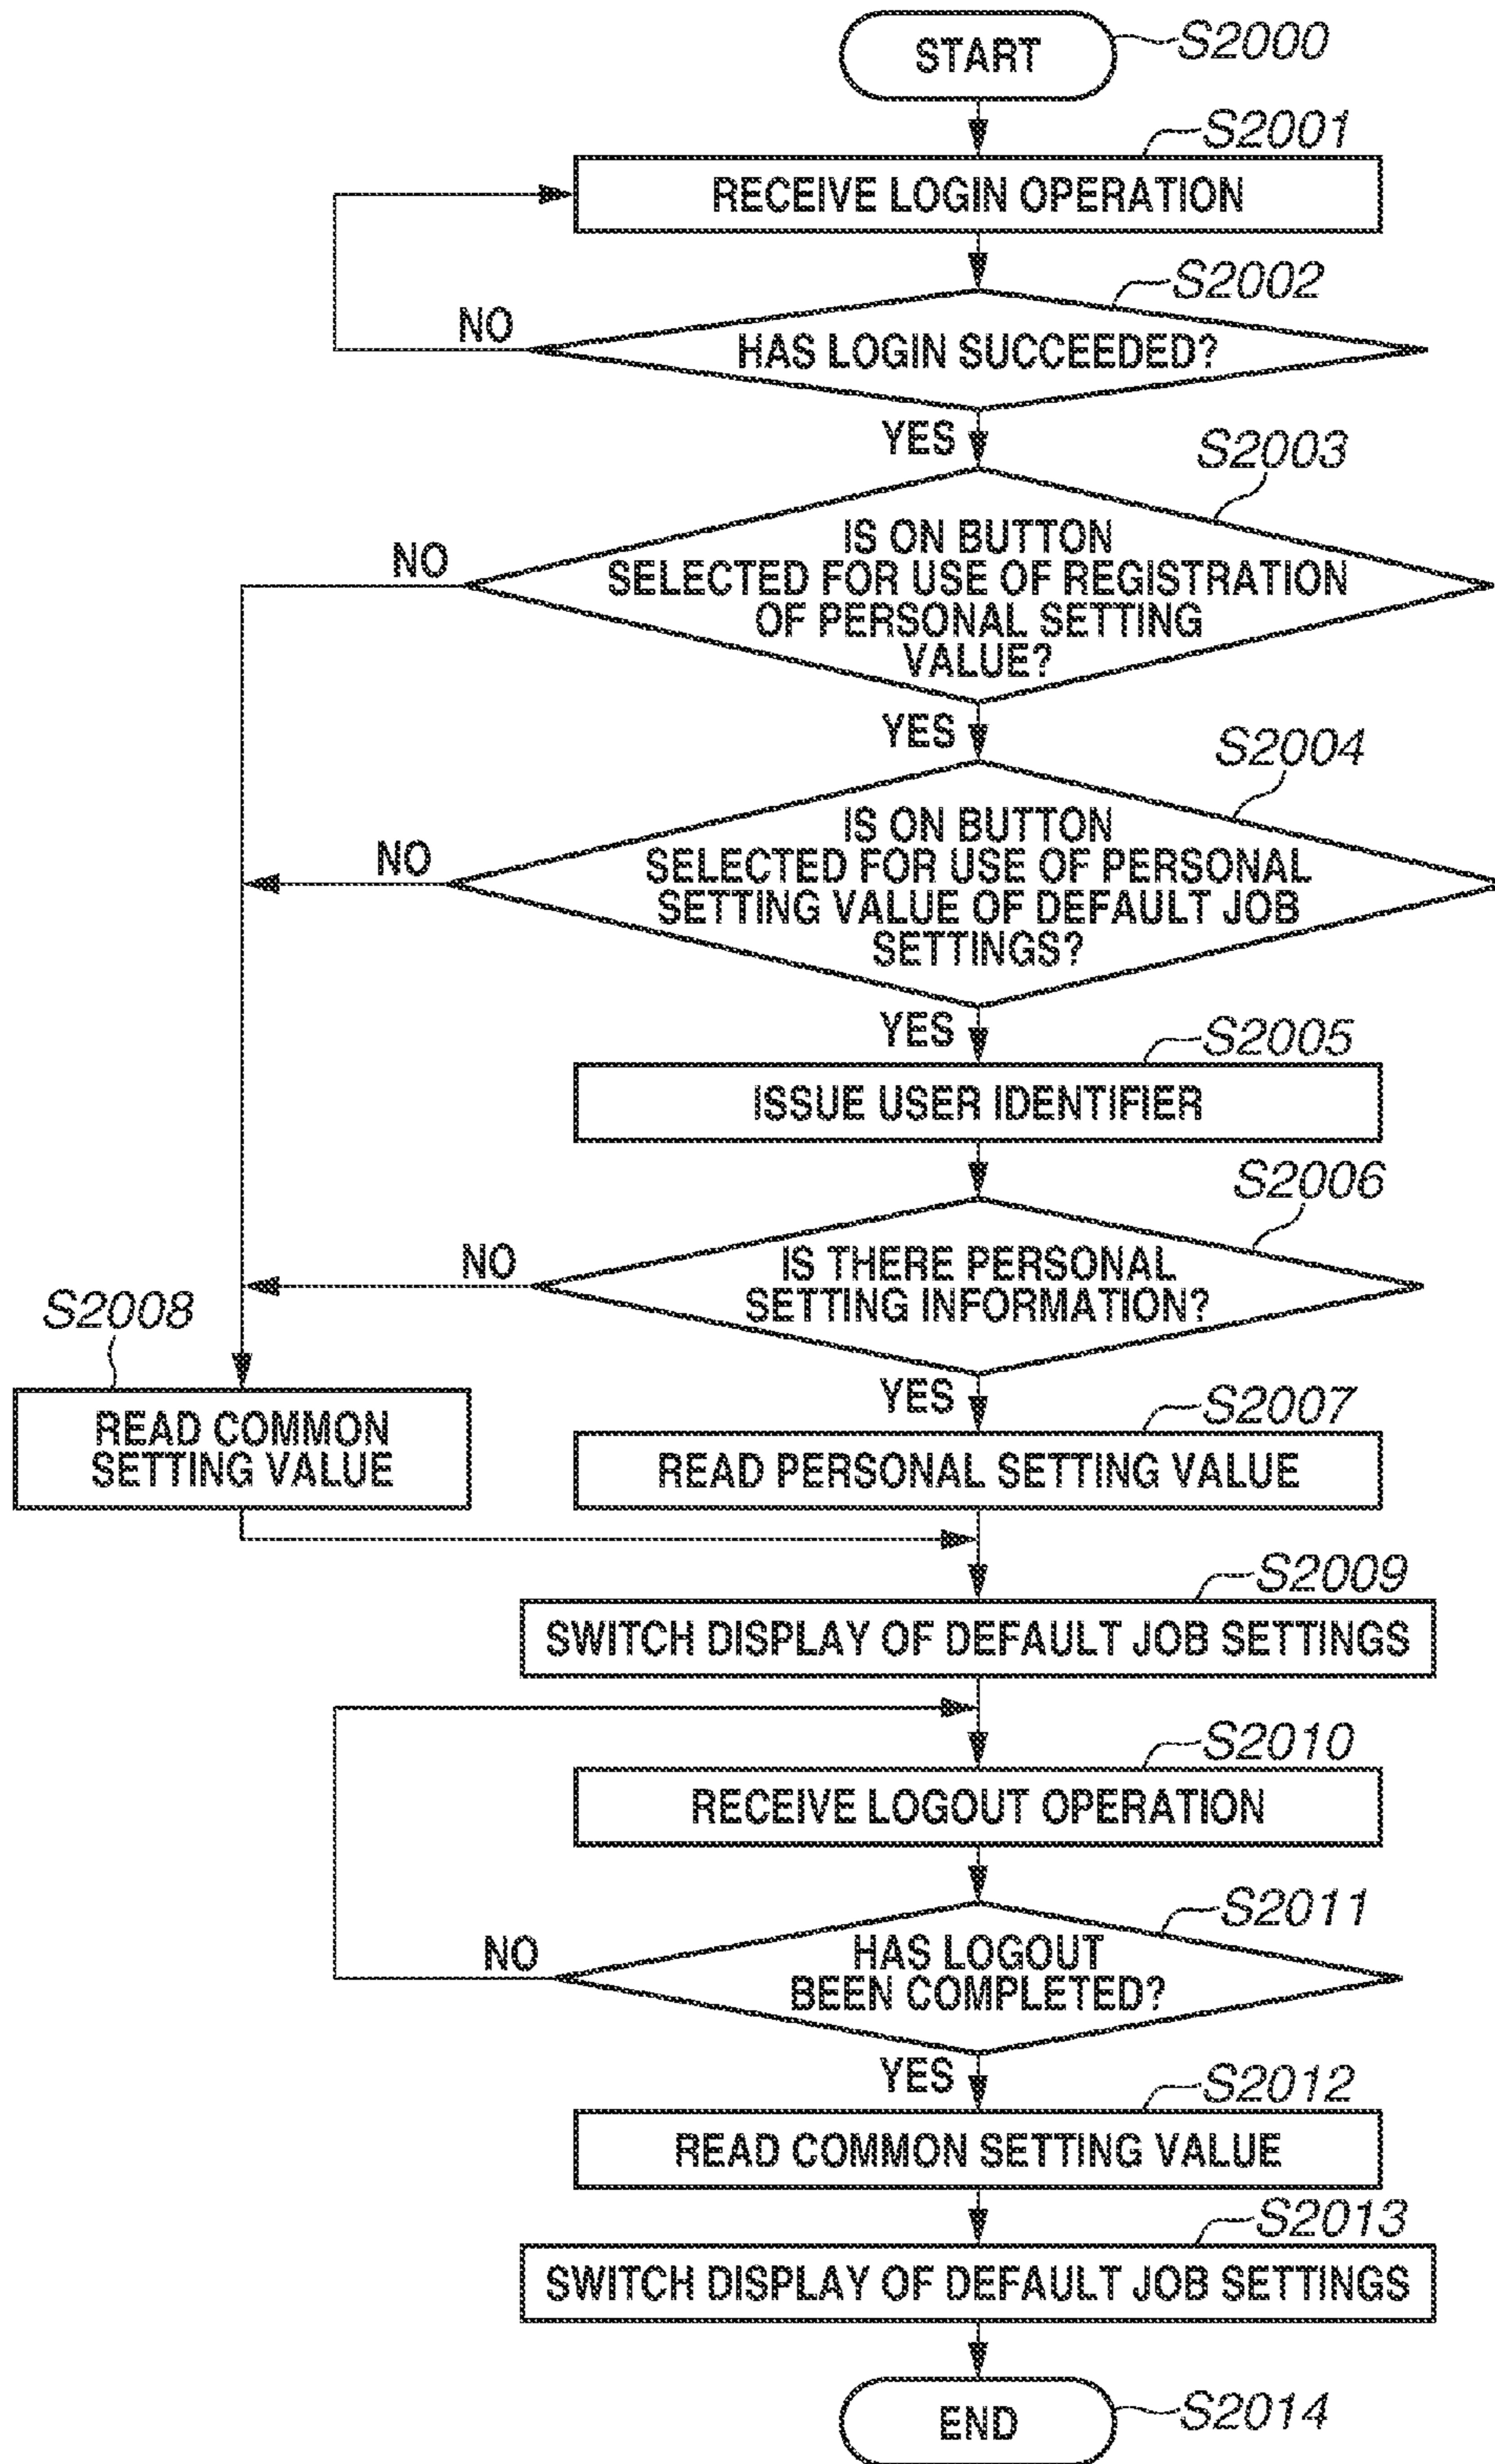 START
S2000
S2001
RECEIVE LOGIN OPERATION
S2002
NO
HAS LOGIN SUCCEEDED?
YES
S2003
NO
IS ON BUTTON
SELECTED FOR USE OF REGISTRATION
OF PERSONAL SETTING
VALUE?
YES
S2004
NO
IS ON BUTTON
SELECTED FOR USE OF PERSONAL
SETTING VALUE OF DEFAULT JOB
SETTINGS?
YES
S2005
ISSUE USER IDENTIFIER
S2006
NO
IS THERE PERSONAL
SETTING INFORMATION?
S2008
YES
S2007
READ COMMON
SETTING VALUE
READ PERSONAL SETTING VALUE
S2009
SWITCH DISPLAY OF DEFAULT JOB SETTINGS
S2010
RECEIVE LOGOUT OPERATION
S2011
NO
HAS LOGOUT
BEEN COMPLETED?
YES
S2012
READ COMMON SETTING VALUE
S2013
SWITCH DISPLAY OF DEFAULT JOB SETTINGS
END
S2014